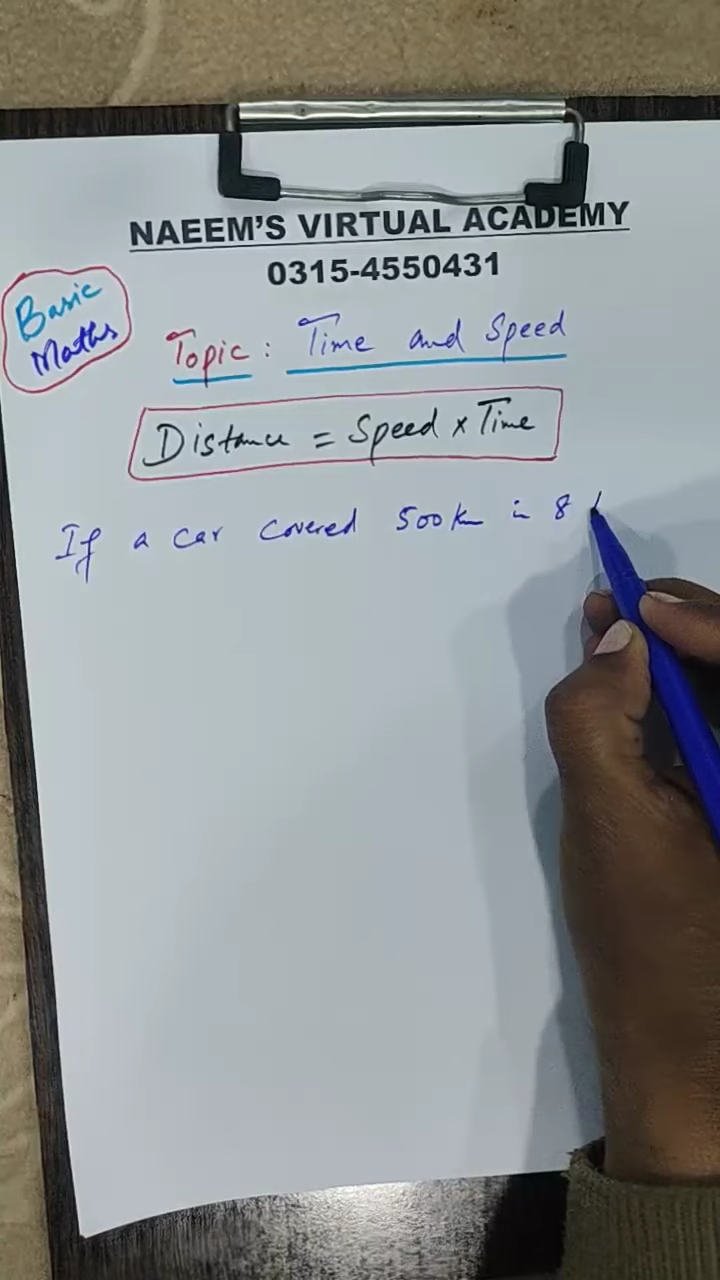 NAEEM'S VIRTUAL ACADEMY
0315-4550431
Basic
Maths
Topic: Time and Speed
Distance = Speed x Time
If a car covered 500km in 8